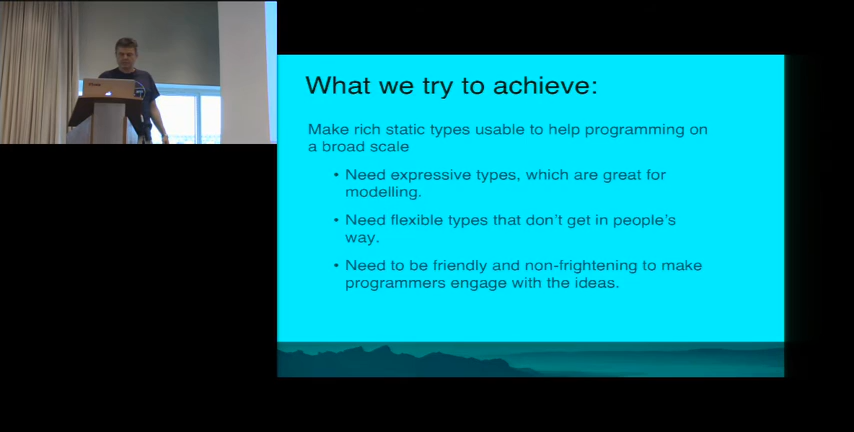 What we try to achieve:
Make rich static types usable to help programming on
a broad scale
• Need expressive types, which are great for
modelling.
• Need flexible types that don't get in people's
way.
• Need to be friendly and non-frightening to make
programmers engage with the ideas.